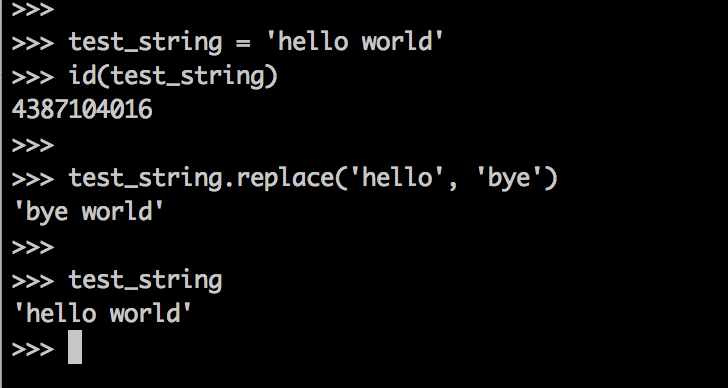 >>>
>>> test_string = 'hello world'
>>> id(test_string)
4387104016
>>>
>>> test_string.replace('hello', 'bye')
'bye world'
>>>
>>> test_string
'hello world'
>>>